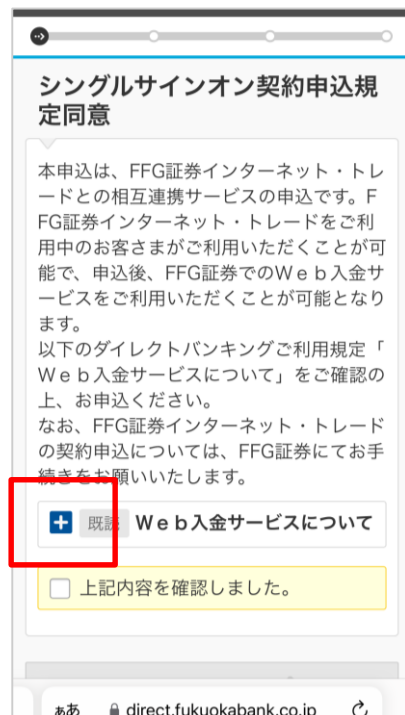 シングルサインオン契約申込規
定同意
本申込は、FFG証券インターネット・トレ
ードとの相互連携サービスの申込です。F
FG証券インターネット・トレードをご利
用中のお客さまがご利用いただくことが可
能で、申込後、FFG証券でのWeb入金サ
ービスをご利用いただくことが可能となり
ます。
以下のダイレクトバンキングご利用規定「
Web入金サービスについて」をご確認の
上、お申込ください。
なお、FFG証券インターネット・トレード
の契約申込については、FFG証券にてお手
続きをお願いいたします。
既読 Web入金サービスについて
上記内容を確認しました。
ぁあ direct.fukuokabank.co.jp